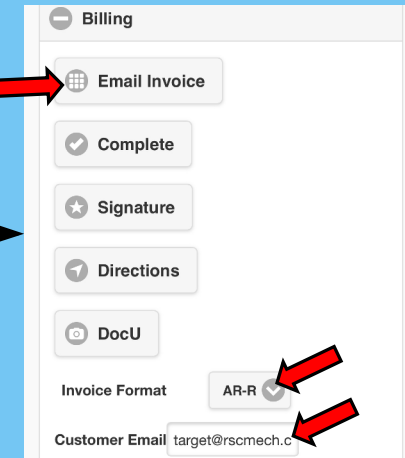 Billing
Email Invoice
Complete
Signature
Directions
DocU
Invoice Format AR-R
Customer Email target@rscmech.c